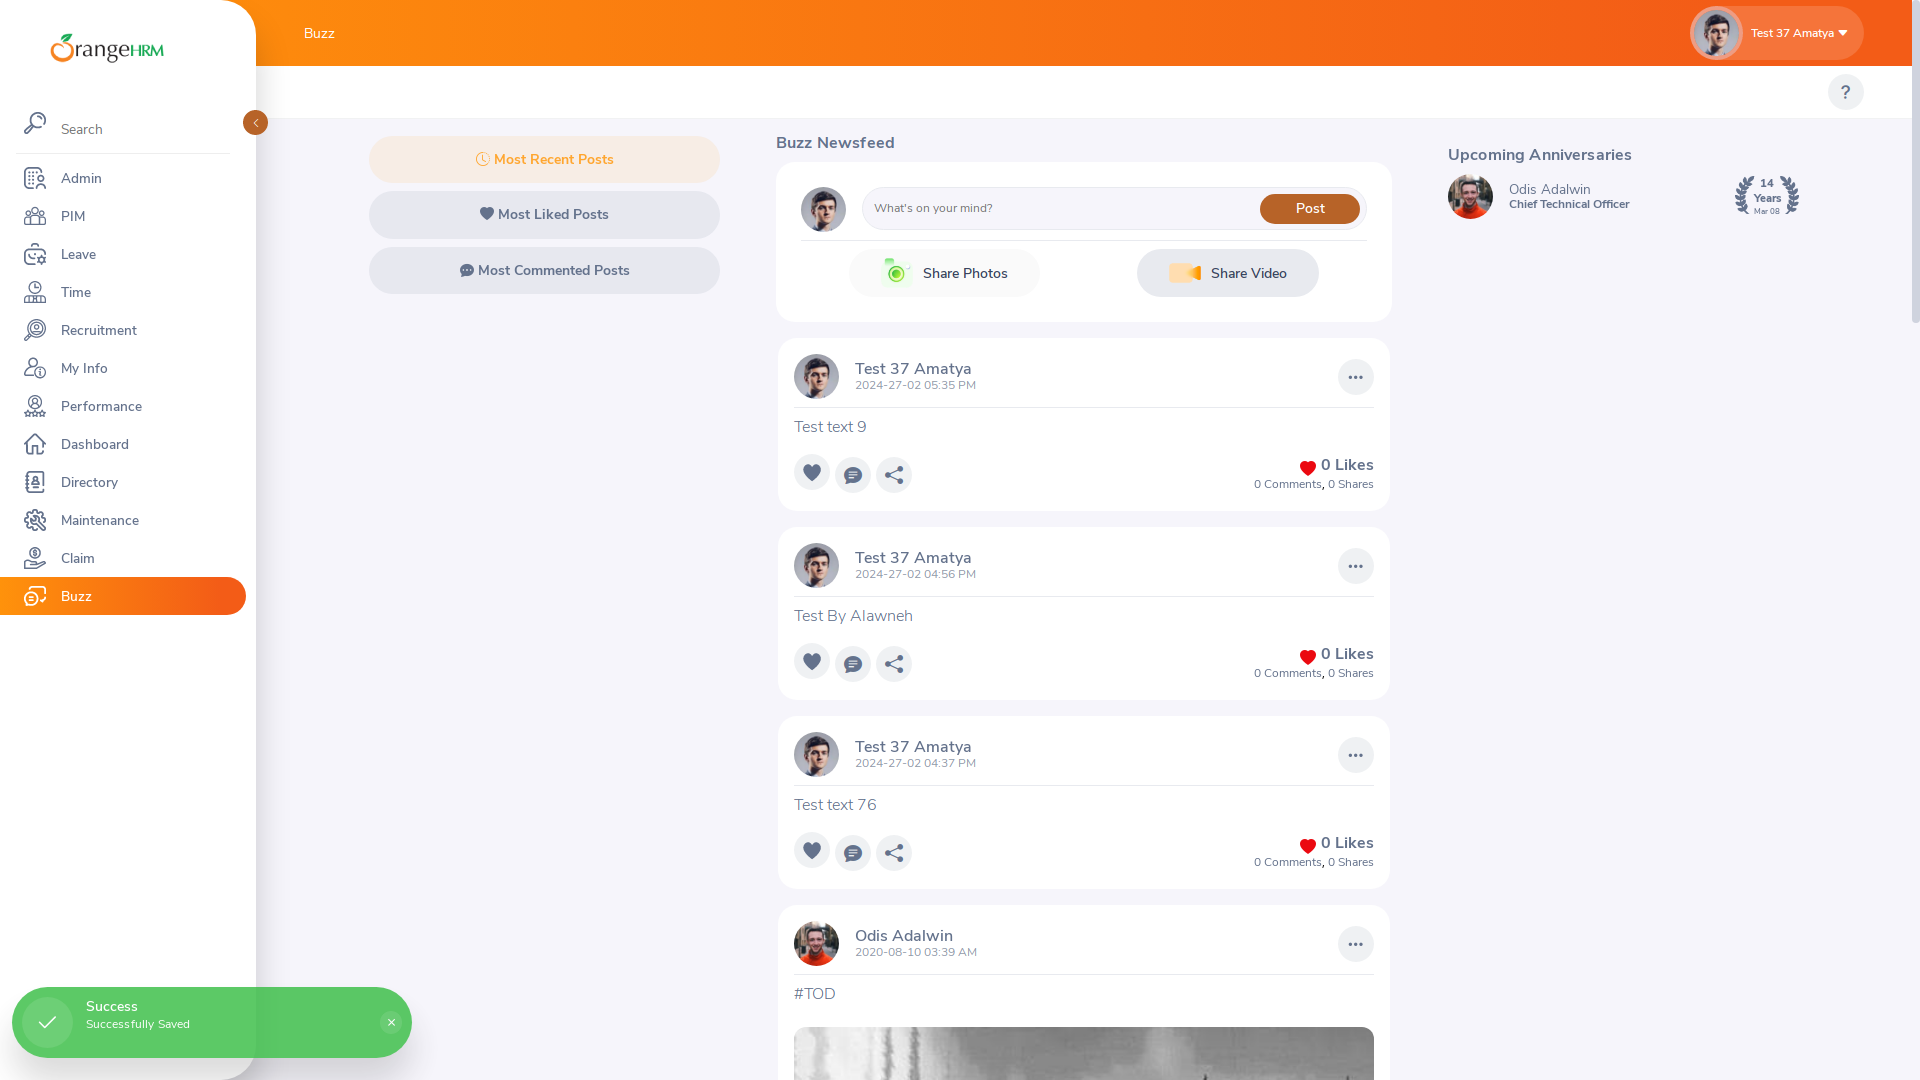 OrangeHRM
Buzz
Test 37 Amatya
?
Search
Admin
PIM
Leave
Time
Recruitment
My Info
Performance
Dashboard
Directory
Maintenance
Claim
Buzz
Most Recent Posts
Most Liked Posts
Most Commented Posts
Buzz Newsfeed
What's on your mind?
Post
Share Photos
Share Video
Test 37 Amatya
2024-27-02 05:35 PM
Test text 9
0 Likes
0 Comments, 0 Shares
Test 37 Amatya
2024-27-02 04:56 PM
Test By Alawneh
0 Likes
0 Comments, 0 Shares
Test 37 Amatya
2024-27-02 04:37 PM
Test text 76
0 Likes
0 Comments, 0 Shares
Odis Adalwin
2020-08-10 03:39 AM
#TOD
Upcoming Anniversaries
Odis Adalwin
Chief Technical Officer
14
Years
Mar 08
Success
Successfully Saved